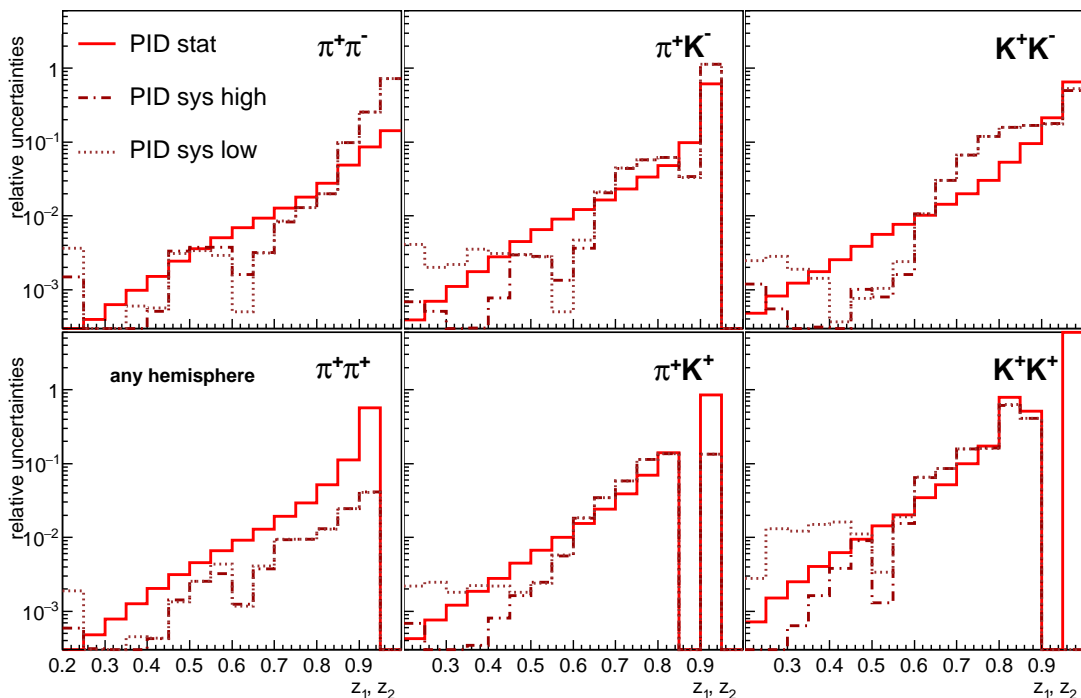 relative uncertainties
1
10⁻¹
10⁻²
10⁻³
PID stat
PID sys high
PID sys low
π⁺π⁻
π⁺K⁻
K⁺K⁻
relative uncertainties
1
10⁻¹
10⁻²
10⁻³
any hemisphere
π⁺π⁺
π⁺K⁺
K⁺K⁺
0.2 0.3 0.4 0.5 0.6 0.7 0.8 0.9
0.3 0.4 0.5 0.6 0.7 0.8 0.9
0.3 0.4 0.5 0.6 0.7 0.8 0.9
z₁, z₂
z₁, z₂
z₁, z₂